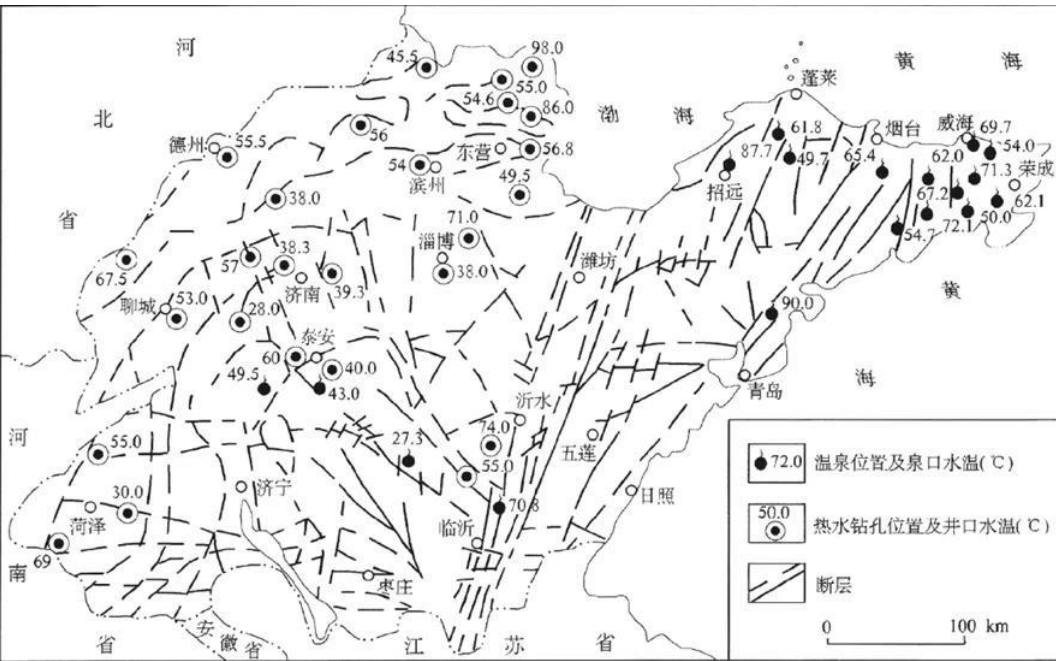 河
北
省
河
南
省
安
徽
省
江
苏
省
渤
海
黄
海
黄
海
45.5
98.0
55.0
54.6
86.0
56
德州
55.5
54
滨州
东营
56.8
49.5
38.0
71.0
淄博
38.0
67.5
57
38.3
济南
39.3
聊城
53.0
28.0
泰安
60
40.0
49.5
43.0
潍坊
蓬莱
61.8
87.7
49.7
招远
烟台
65.4
威海
69.7
54.0
62.0
71.3
荣成
67.2
62.1
50.0
72.1
54.7
90.0
青岛
沂水
74.0
27.3
55.0
五莲
70.8
临沂
日照
55.0
30.0
菏泽
69
济宁
枣庄
72.0 温泉位置及泉口水温(℃)
50.0 热水钻孔位置及井口水温(℃)
断层
0 100 km